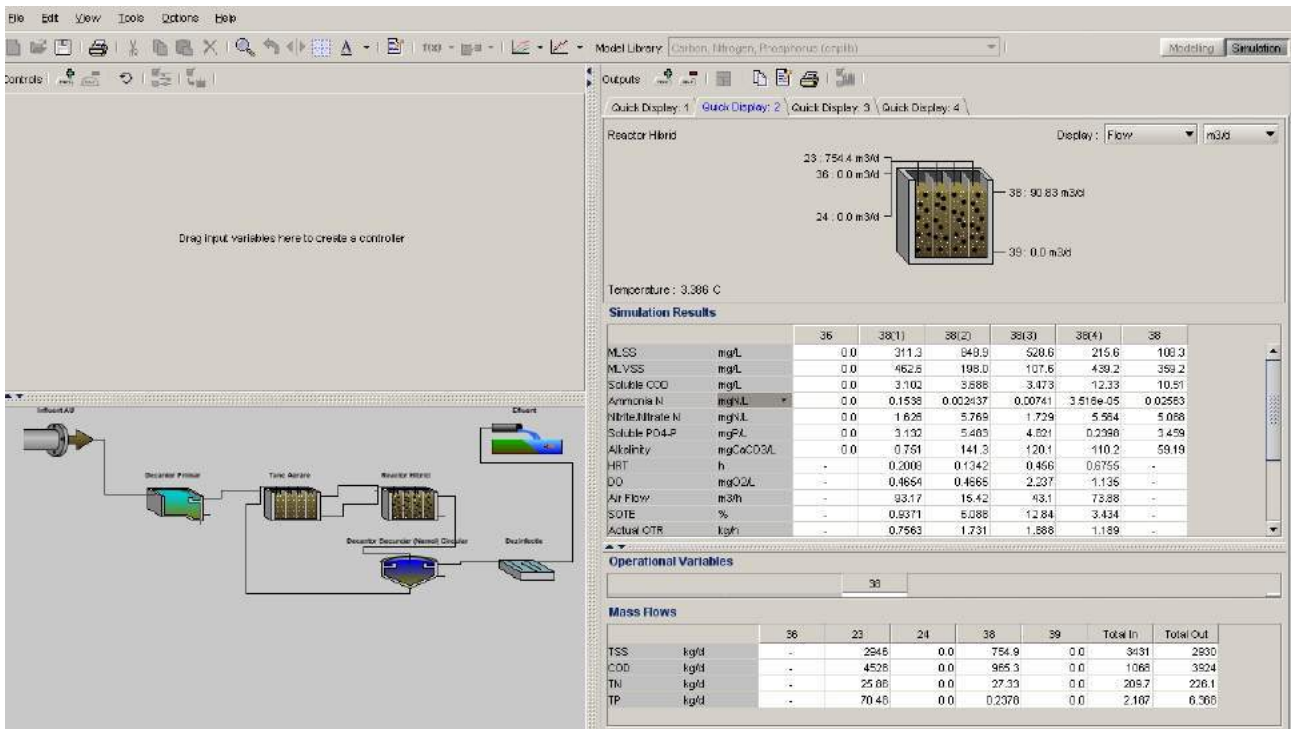 File Edit View Tools Options Help
Model Library: Carbon, Nitrogen, Phosphorus (cnplib)
Modeling Simulation
Controls
Outputs
Quick Display: 1 Quick Display: 2 Quick Display: 3 Quick Display: 4
Reactor Hibrid
Display: Flow m3/d
23 : 754.4 m3/d
36 : 0.0 m3/d
38 : 90.83 m3/d
24 : 0.0 m3/d
39 : 0.0 m3/d
Drag input variables here to create a controller
Temperature : 3.386 C
Simulation Results
36 38(1) 38(2) 38(3) 38(4) 38
MLSS mg/L 0.0 311.3 848.9 528.6 215.6 108.3
MLVSS mg/L 0.0 462.6 198.0 107.6 439.2 359.2
Soluble COD mg/L 0.0 3.102 3.688 3.473 12.33 10.51
Ammonia N mgN/L 0.0 0.1538 0.002437 0.00741 3.516e-05 0.02583
Nitrite/Nitrate N mgN/L 0.0 1.626 5.769 1.729 5.564 5.088
Soluble PO4-P mgP/L 0.0 3.132 5.483 4.821 0.2398 3.459
Alkalinity mgCaCO3/L 0.0 0.751 141.3 120.1 110.2 59.19
HRT h - 0.2008 0.1342 0.456 0.6755 -
DO mgO2/L - 0.4654 0.4665 2.237 1.135 -
Air Flow m3/h - 93.17 15.42 43.1 73.88 -
SOTE % - 0.9371 6.088 12.84 3.434 -
Actual OTR kg/h - 0.7563 1.731 1.888 1.189 -
Influent AU
Efluent
Decantor Primar
Tanc Aerare
Reactor Hibrid
Decantor Secundar (Namol) Circular
Dezinfectie
Operational Variables
38
Mass Flows
36 23 24 38 39 Total In Total Out
TSS kg/d - 2946 0.0 754.9 0.0 3431 2930
COD kg/d - 4528 0.0 965.3 0.0 1068 3924
TN kg/d - 25.88 0.0 27.33 0.0 209.7 226.1
TP kg/d - 70.48 0.0 0.2378 0.0 2.187 6.368